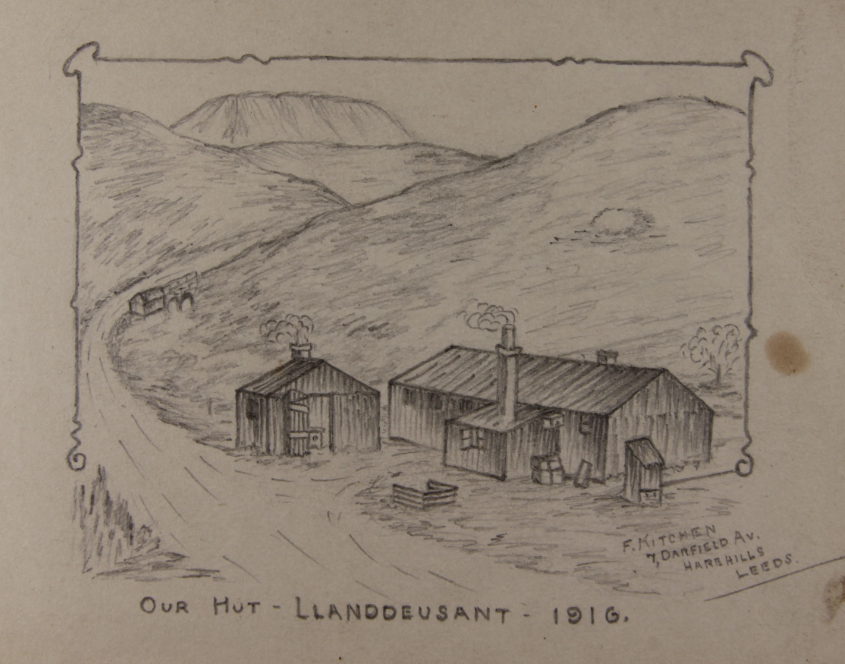 F. KITCHEN
7, DARFIELD AV.
HAREHILLS
LEEDS.
OUR HUT - LLANDDEUSANT - 1916.